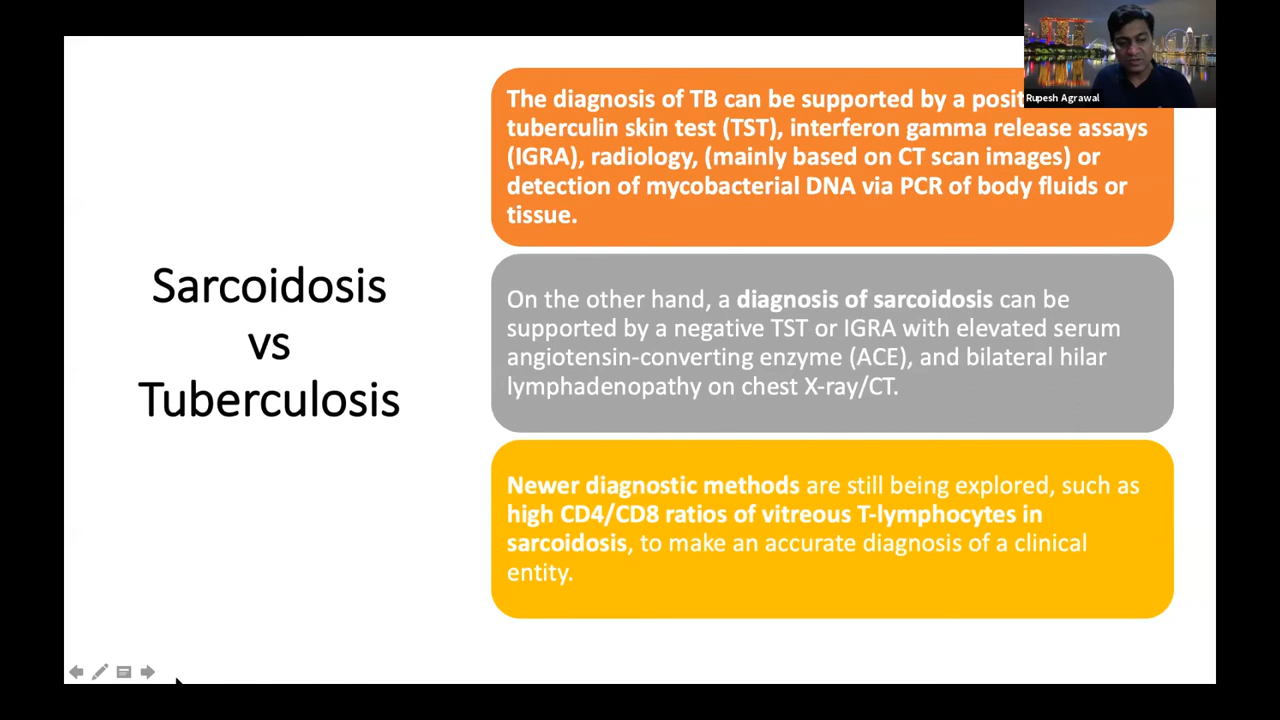 Rupesh Agrawal
Sarcoidosis
vs
Tuberculosis
The diagnosis of TB can be supported by a posit
tuberculin skin test (TST), interferon gamma release assays
(IGRA), radiology, (mainly based on CT scan images) or
detection of mycobacterial DNA via PCR of body fluids or
tissue.
On the other hand, a diagnosis of sarcoidosis can be
supported by a negative TST or IGRA with elevated serum
angiotensin-converting enzyme (ACE), and bilateral hilar
lymphadenopathy on chest X-ray/CT.
Newer diagnostic methods are still being explored, such as
high CD4/CD8 ratios of vitreous T-lymphocytes in
sarcoidosis, to make an accurate diagnosis of a clinical
entity.